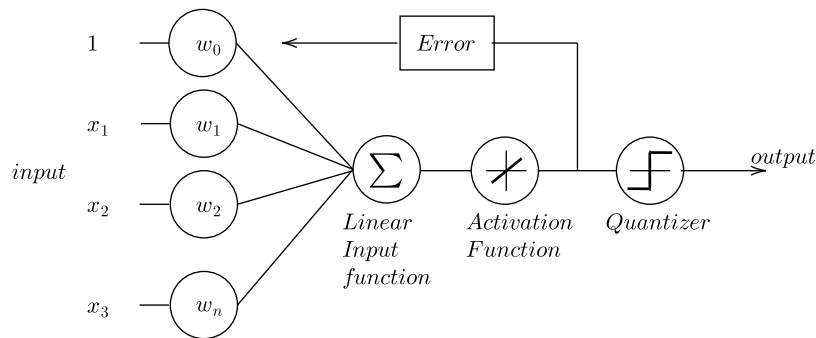 1
w₀
Error
x₁
w₁
input
x₂
w₂
x₃
wₙ
∑
Linear
Input
function
Activation
Function
Quantizer
output